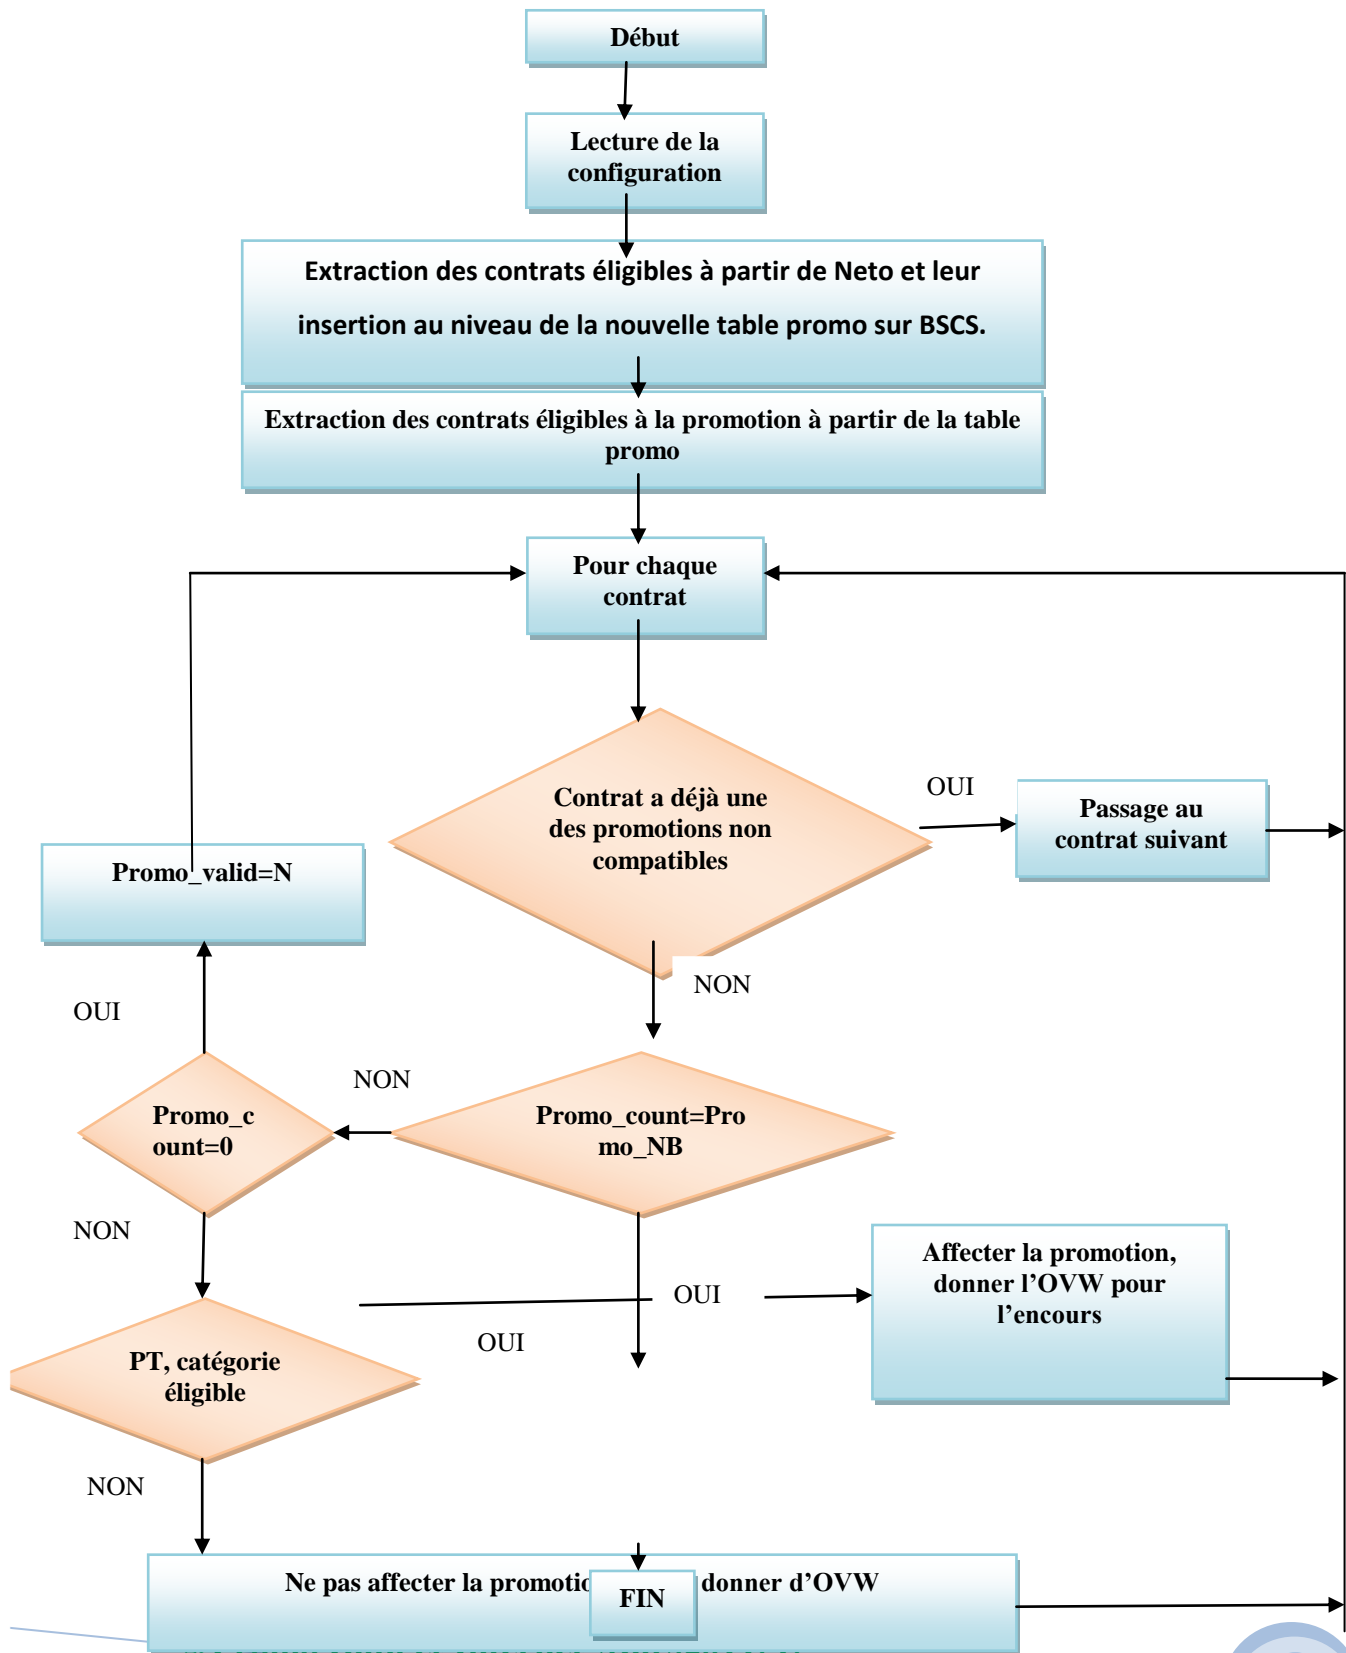 Début
Lecture de la
configuration
Extraction des contrats éligibles à partir de Neto et leur
insertion au niveau de la nouvelle table promo sur BSCS.
Extraction des contrats éligibles à la promotion à partir de la table
promo
Pour chaque
contrat
Contrat a déjà une
des promotions non
compatibles
OUI
Passage au
contrat suivant
Promo_valid=N
NON
OUI
NON
Promo_c
ount=0
Promo_count=Pro
mo_NB
NON
Affecter la promotion,
donner l’OVW pour
l’encours
OUI
OUI
PT, catégorie
éligible
NON
Ne pas affecter la donner d’OVW
FIN